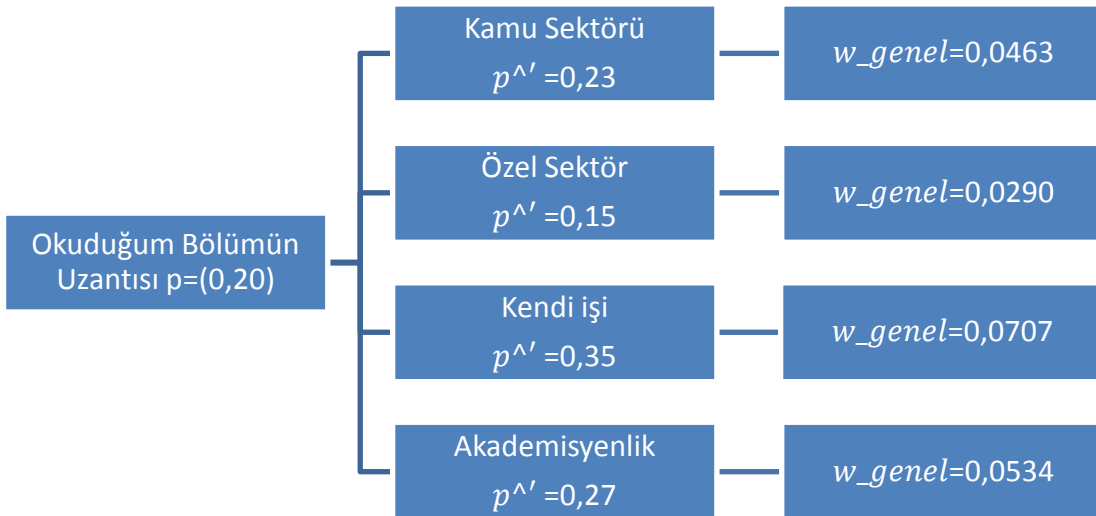 Okuduğum Bölümün
Uzantısı p=(0,20)
Kamu Sektörü
p^′ =0,23
w_genel=0,0463
Özel Sektör
p^′ =0,15
w_genel=0,0290
Kendi işi
p^′ =0,35
w_genel=0,0707
Akademisyenlik
p^′ =0,27
w_genel=0,0534